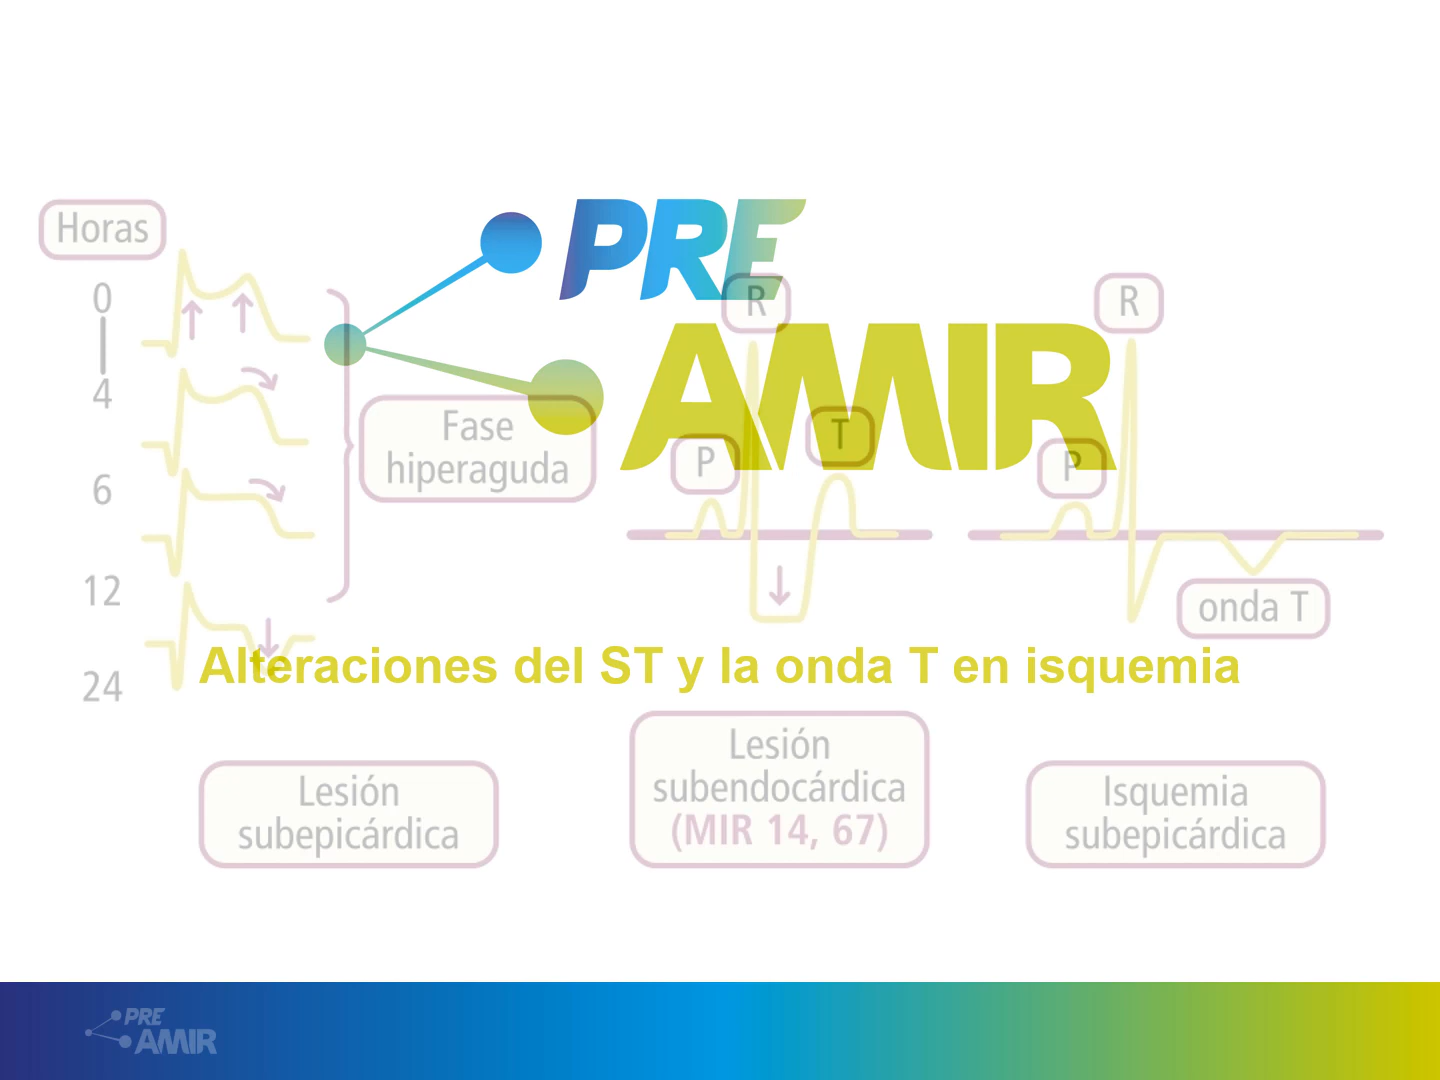 PRE
AMIR
Horas
0
4
6
12
24
Fase
hiperaguda
R
P
T
R
P
onda T
Alteraciones del ST y la onda T en isquemia
Lesión
subepicárdica
Lesión
subendocárdica
(MIR 14, 67)
Isquemia
subepicárdica
PRE
AMIR